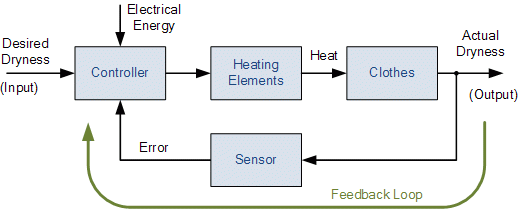 Electrical
Energy
Desired
Dryness
(Input)
Controller
Heating
Elements
Heat
Clothes
Actual
Dryness
(Output)
Error
Sensor
Feedback Loop